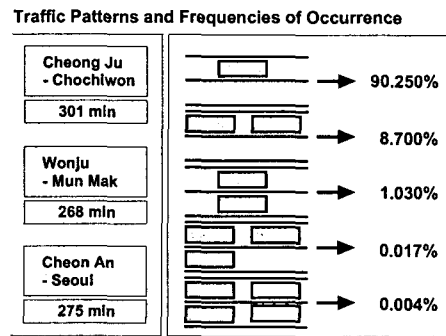 Traffic Patterns and Frequencies of Occurrence
Cheong Ju
- Chochiwon
301 min
Wonju
- Mun Mak
268 min
Cheon An
- Seoul
275 min
90.250%
8.700%
1.030%
0.017%
0.004%